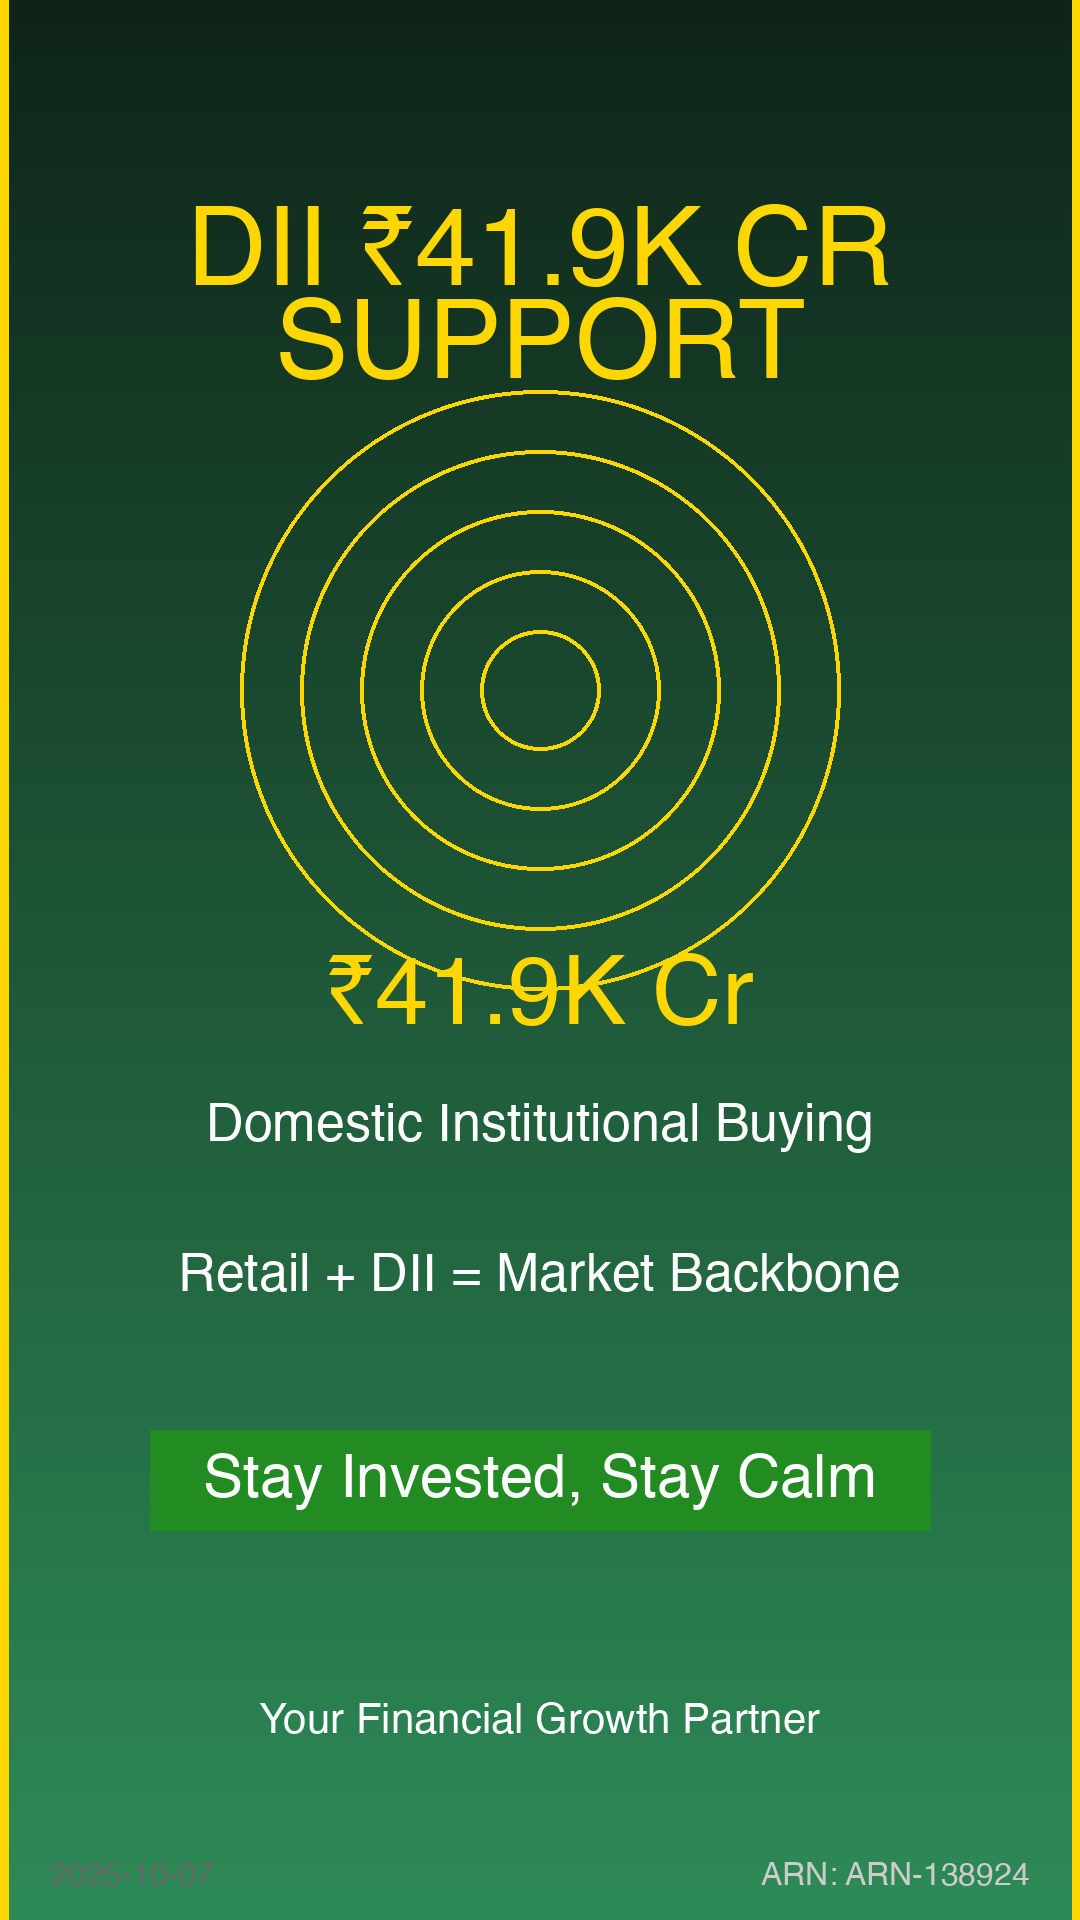 DII ₹41.9K CR
SUPPORT
₹41.9K Cr
Domestic Institutional Buying
Retail + DII = Market Backbone
Stay Invested, Stay Calm
Your Financial Growth Partner
2025-10-07
ARN: ARN-138924